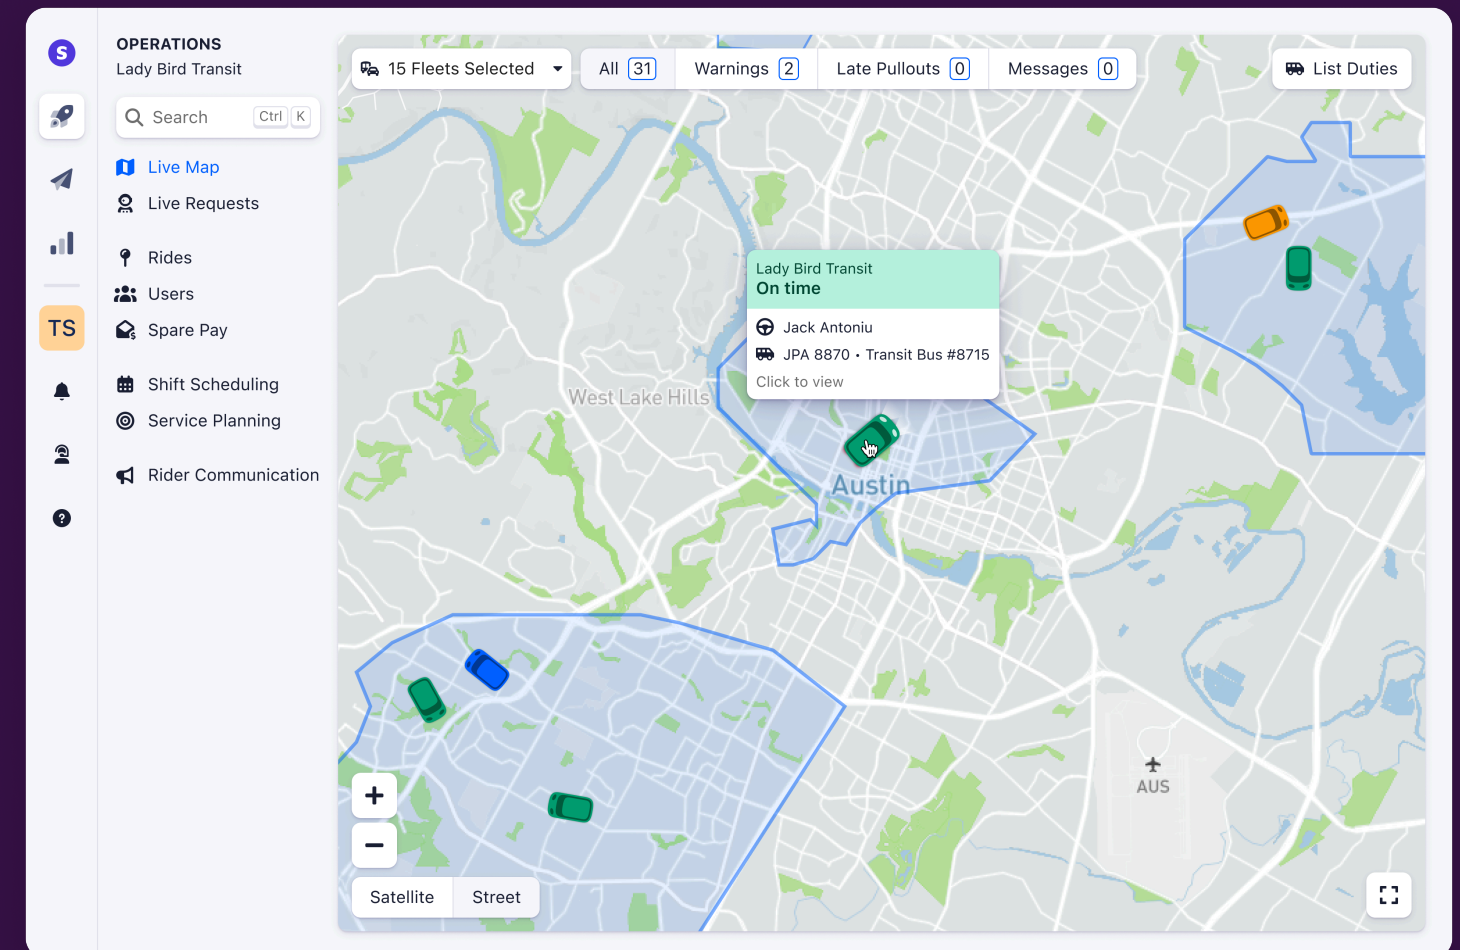 S
OPERATIONS
Lady Bird Transit
Search Ctrl K
Live Map
Live Requests
Rides
Users
TS
Spare Pay
Shift Scheduling
Service Planning
Rider Communication
?
15 Fleets Selected
All 31
Warnings 2
Late Pullouts 0
Messages 0
List Duties
Lady Bird Transit
On time
Jack Antoniu
JPA 8870 • Transit Bus #8715
Click to view
West Lake Hills
Austin
AUS
+
−
Satellite
Street